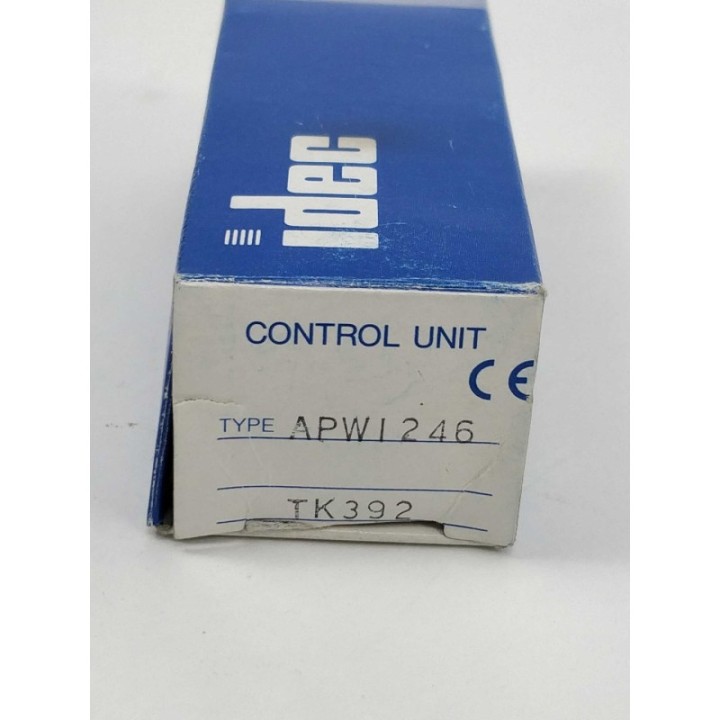 idec
CONTROL UNIT
CE
TYPE APW1246
TK392